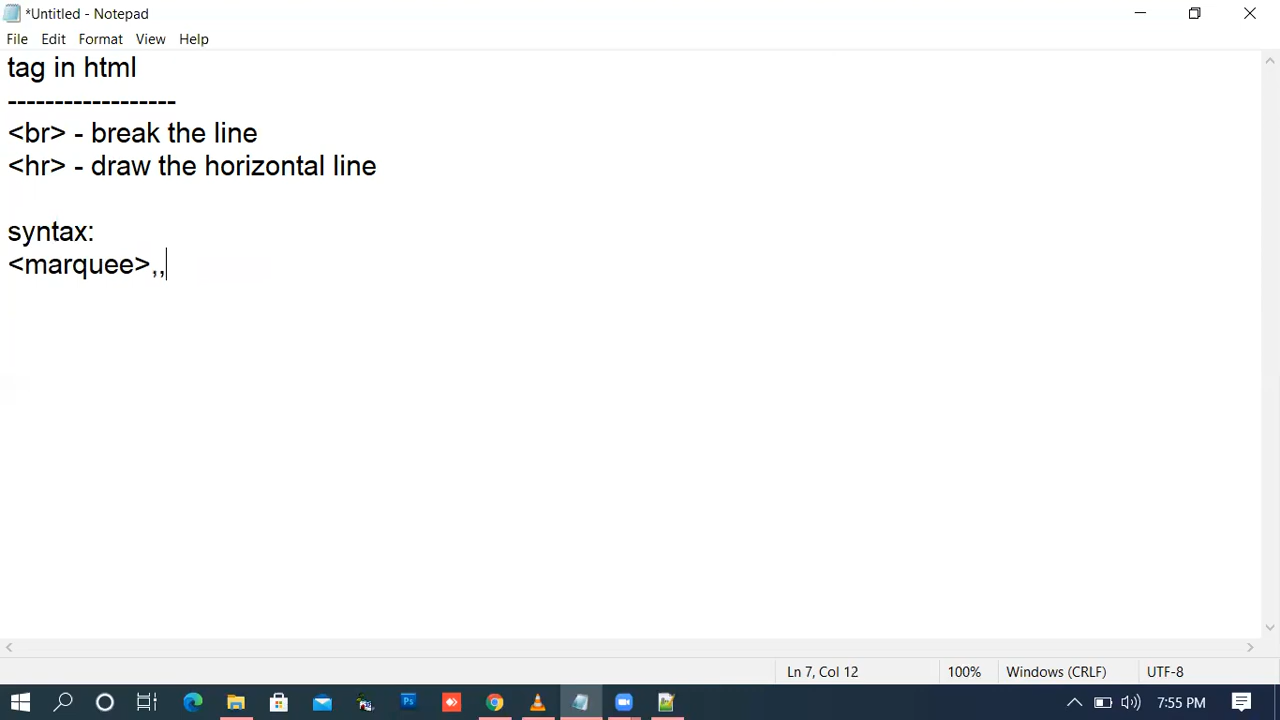 *Untitled - Notepad
File Edit Format View Help
tag in html
------------------
<br> - break the line
<hr> - draw the horizontal line
syntax:
<marquee>,,
Ln 7, Col 12 100% Windows (CRLF) UTF-8
Ps 7:55 PM